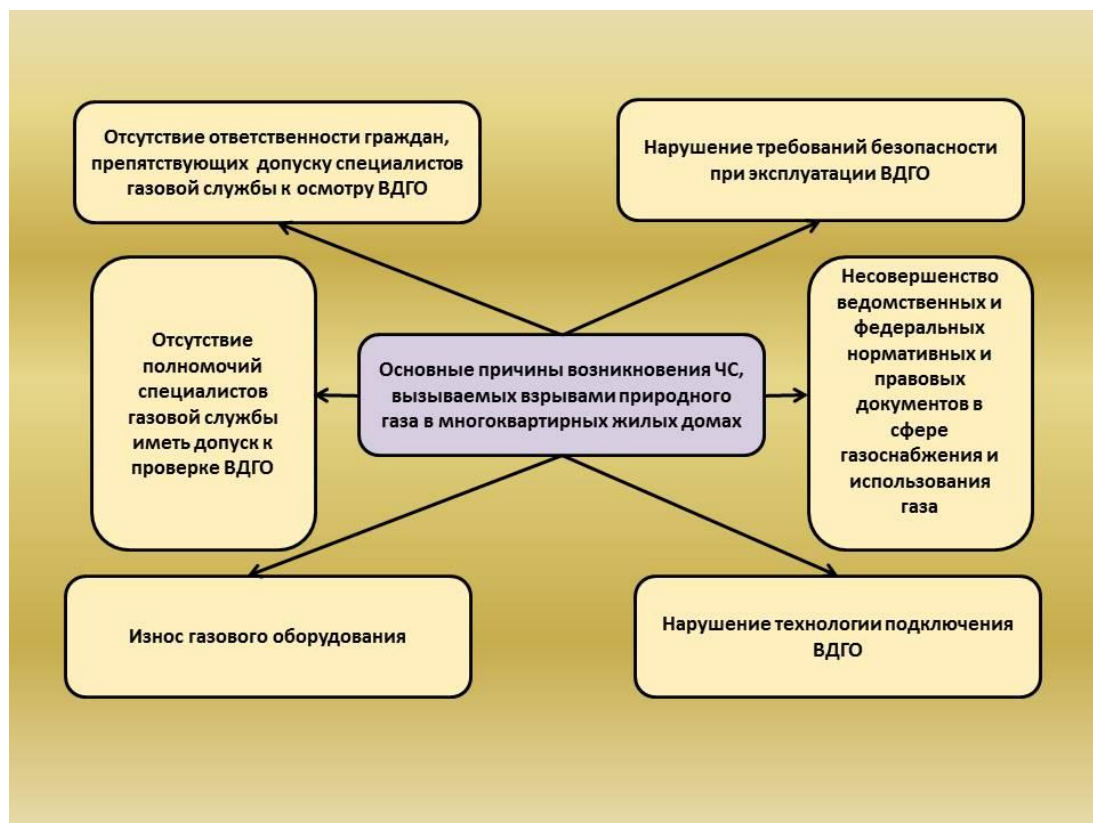 Отсутствие ответственности граждан,
препятствующих допуску специалистов
газовой службы к осмотру ВДГО
Нарушение требований безопасности
при эксплуатации ВДГО
Отсутствие
полномочий
специалистов
газовой службы
иметь допуск к
проверке ВДГО
Основные причины возникновения ЧС,
вызываемых взрывами природного
газа в многоквартирных жилых домах
Несовершенство
ведомственных и
федеральных
нормативных и
правовых
документов в
сфере
газоснабжения и
использования
газа
Износ газового оборудования
Нарушение технологии подключения
ВДГО